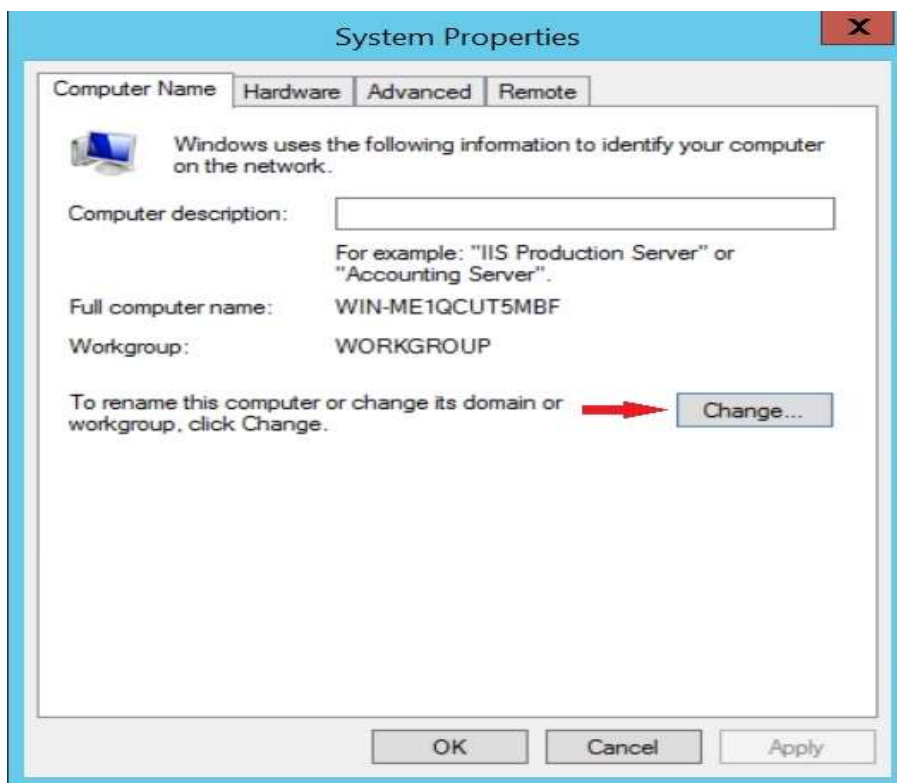 System Properties
Computer Name Hardware Advanced Remote
Windows uses the following information to identify your computer
on the network.
Computer description:
For example: "IIS Production Server" or
"Accounting Server".
Full computer name: WIN-ME1QCUT5MBF
Workgroup: WORKGROUP
To rename this computer or change its domain or
workgroup, click Change.
Change...
OK Cancel Apply